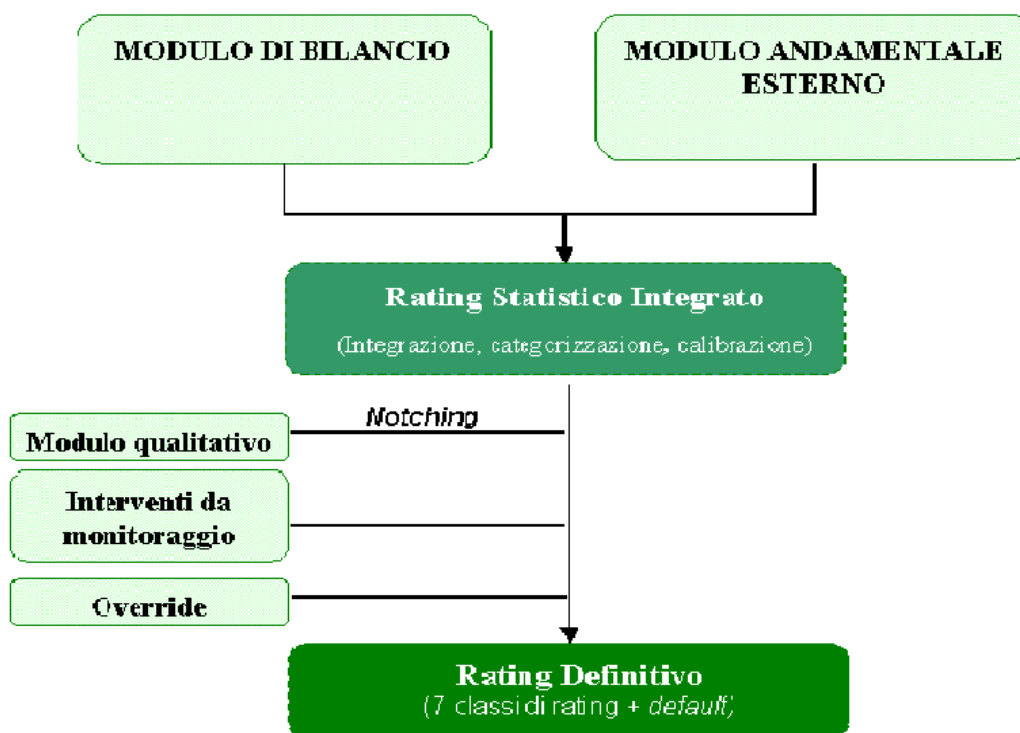 MODULO DI BILANCIO
MODULO ANDAMENTALE
ESTERNO
Rating Statistico Integrato
(Integrazione, categorizzazione, calibrazione)
Notching
Modulo qualitativo
Interventi da
monitoraggio
Override
Rating Definitivo
(7 classi di rating + default)